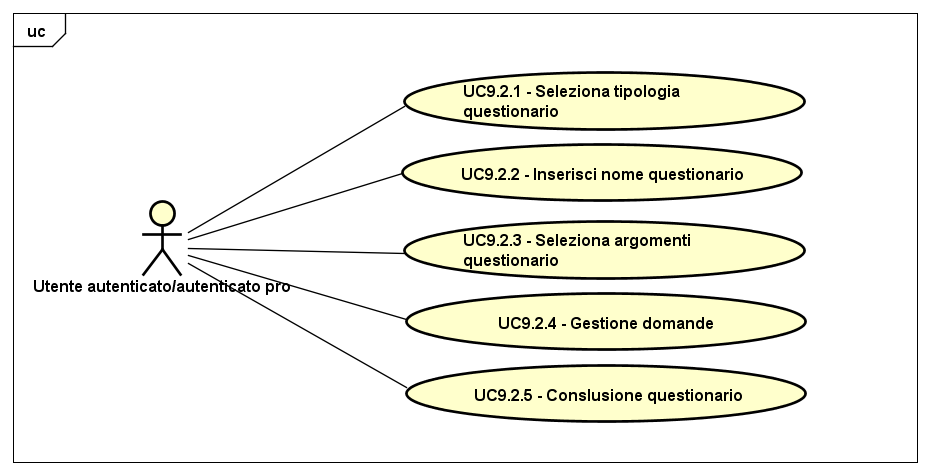 uc
UC9.2.1 - Seleziona tipologia
questionario
UC9.2.2 - Inserisci nome questionario
UC9.2.3 - Seleziona argomenti
questionario
Utente autenticato/autenticato pro
UC9.2.4 - Gestione domande
UC9.2.5 - Conslusione questionario